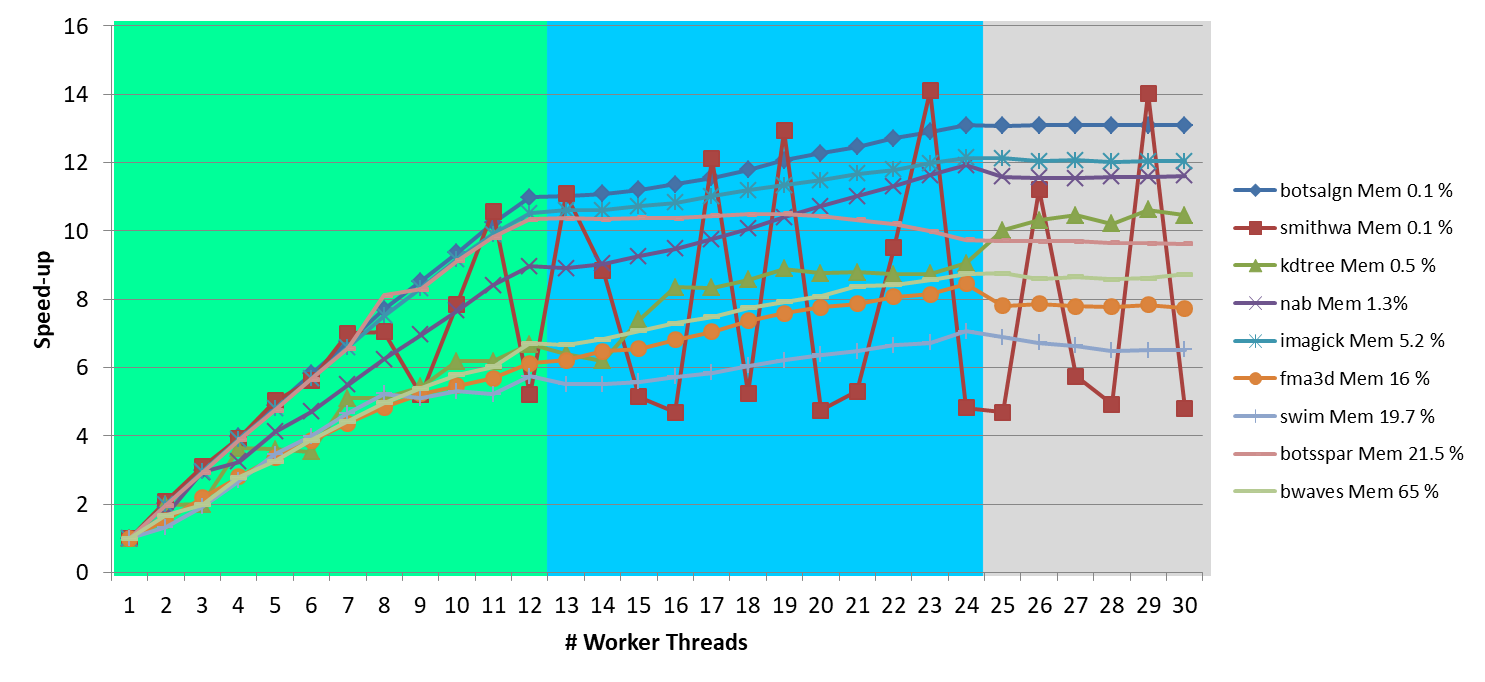 16
14
12
10
8
6
4
2
0
Speed-up
1 2 3 4 5 6 7 8 9 10 11 12 13 14 15 16 17 18 19 20 21 22 23 24 25 26 27 28 29 30
# Worker Threads
botsalgn Mem 0.1 %
smithwa Mem 0.1 %
kdtree Mem 0.5 %
nab Mem 1.3%
imagick Mem 5.2 %
fma3d Mem 16 %
swim Mem 19.7 %
botsspar Mem 21.5 %
bwaves Mem 65 %